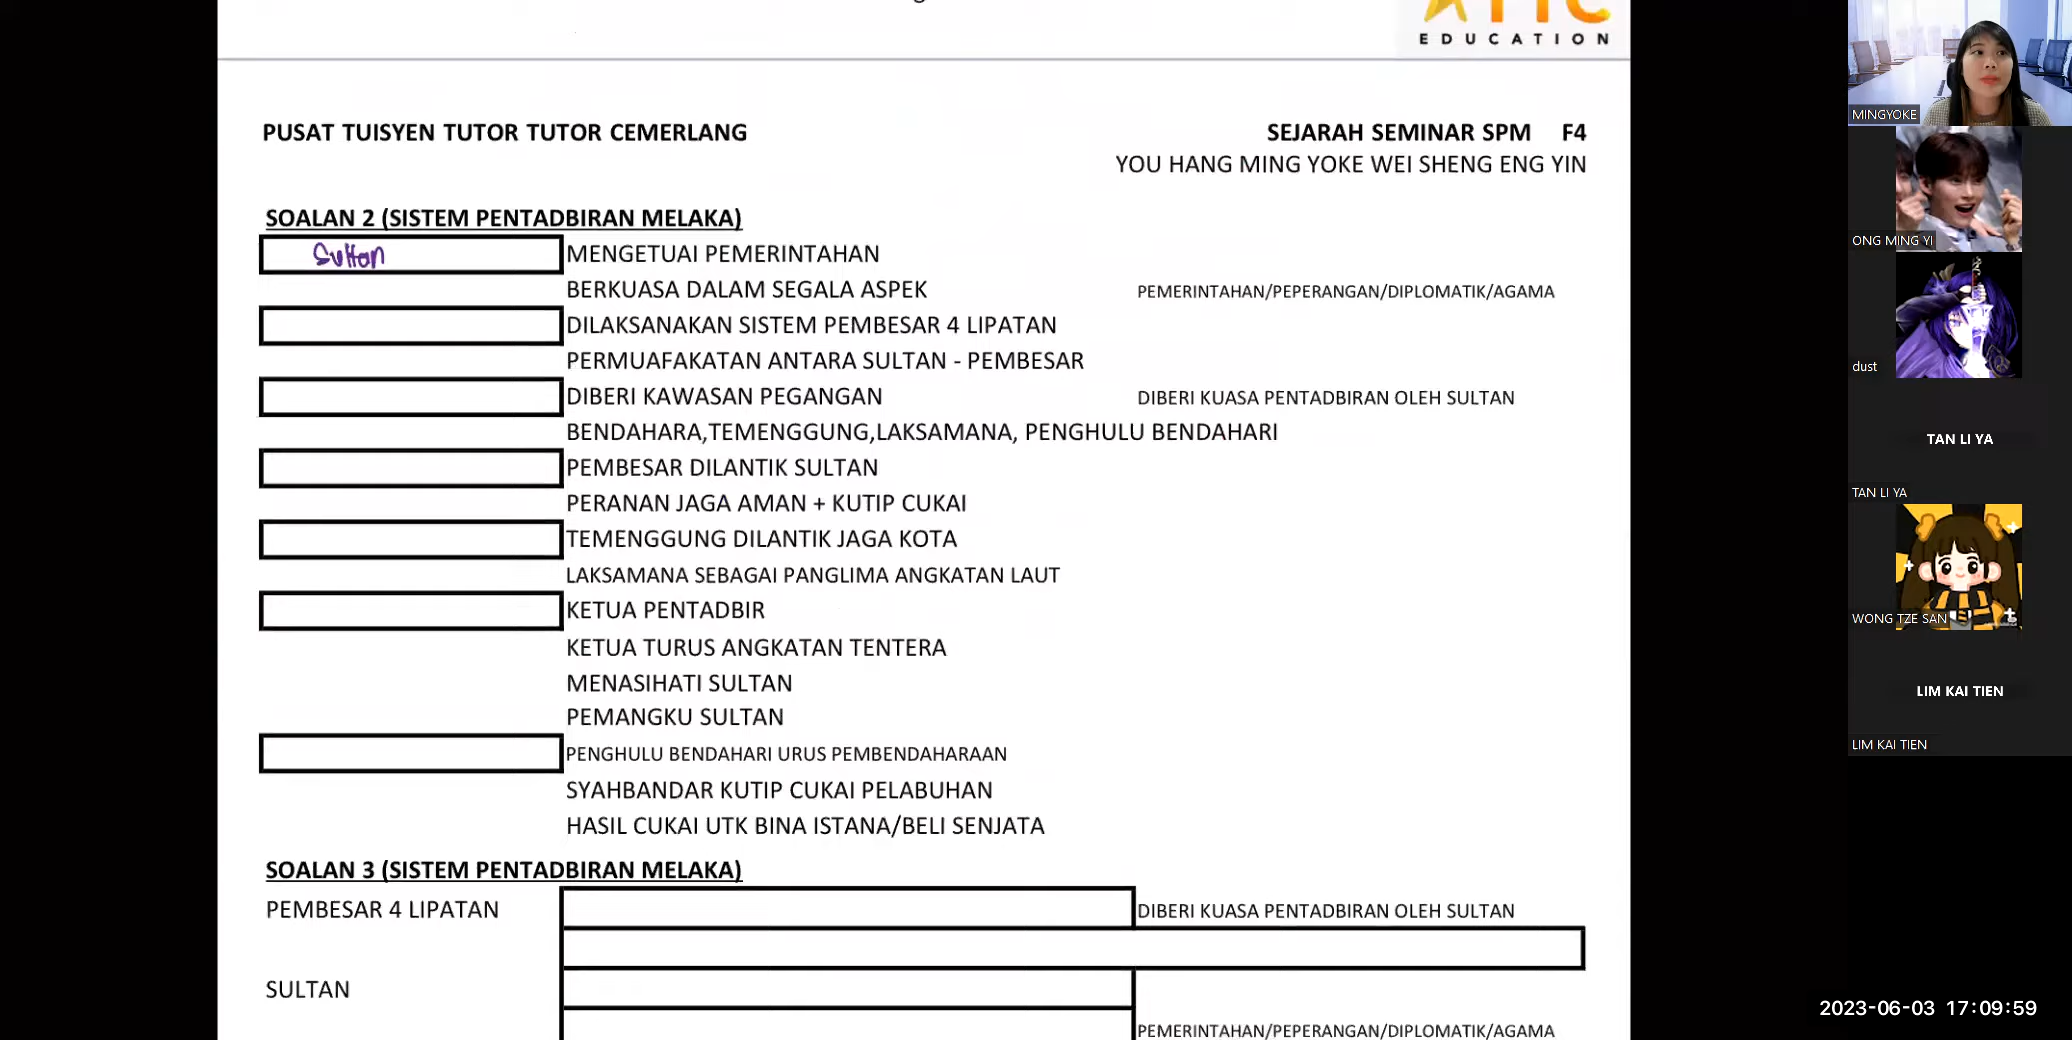 EDUCATION
PUSAT TUISYEN TUTOR TUTOR CEMERLANG
SEJARAH SEMINAR SPM F4
YOU HANG MING YOKE WEI SHENG ENG YIN
SOALAN 2 (SISTEM PENTADBIRAN MELAKA)
Sultan MENGETUAI PEMERINTAHAN
BERKUASA DALAM SEGALA ASPEK PEMERINTAHAN/PEPERANGAN/DIPLOMATIK/AGAMA
DILAKSANAKAN SISTEM PEMBESAR 4 LIPATAN
PERMUAFAKATAN ANTARA SULTAN - PEMBESAR
DIBERI KAWASAN PEGANGAN DIBERI KUASA PENTADBIRAN OLEH SULTAN
BENDAHARA,TEMENGGUNG,LAKSAMANA, PENGHULU BENDAHARI
PEMBESAR DILANTIK SULTAN
PERANAN JAGA AMAN + KUTIP CUKAI
TEMENGGUNG DILANTIK JAGA KOTA
LAKSAMANA SEBAGAI PANGLIMA ANGKATAN LAUT
KETUA PENTADBIR
KETUA TURUS ANGKATAN TENTERA
MENASIHATI SULTAN
PEMANGKU SULTAN
PENGHULU BENDAHARI URUS PEMBENDAHARAAN
SYAHBANDAR KUTIP CUKAI PELABUHAN
HASIL CUKAI UTK BINA ISTANA/BELI SENJATA
SOALAN 3 (SISTEM PENTADBIRAN MELAKA)
PEMBESAR 4 LIPATAN DIBERI KUASA PENTADBIRAN OLEH SULTAN
SULTAN
PEMERINTAHAN/PEPERANGAN/DIPLOMATIK/AGAMA
MINGYOKE
ONG MING YI
dust
TAN LI YA
TAN LI YA
WONG TZE SAN
LIM KAI TIEN
LIM KAI TIEN
2023-06-03 17:09:59